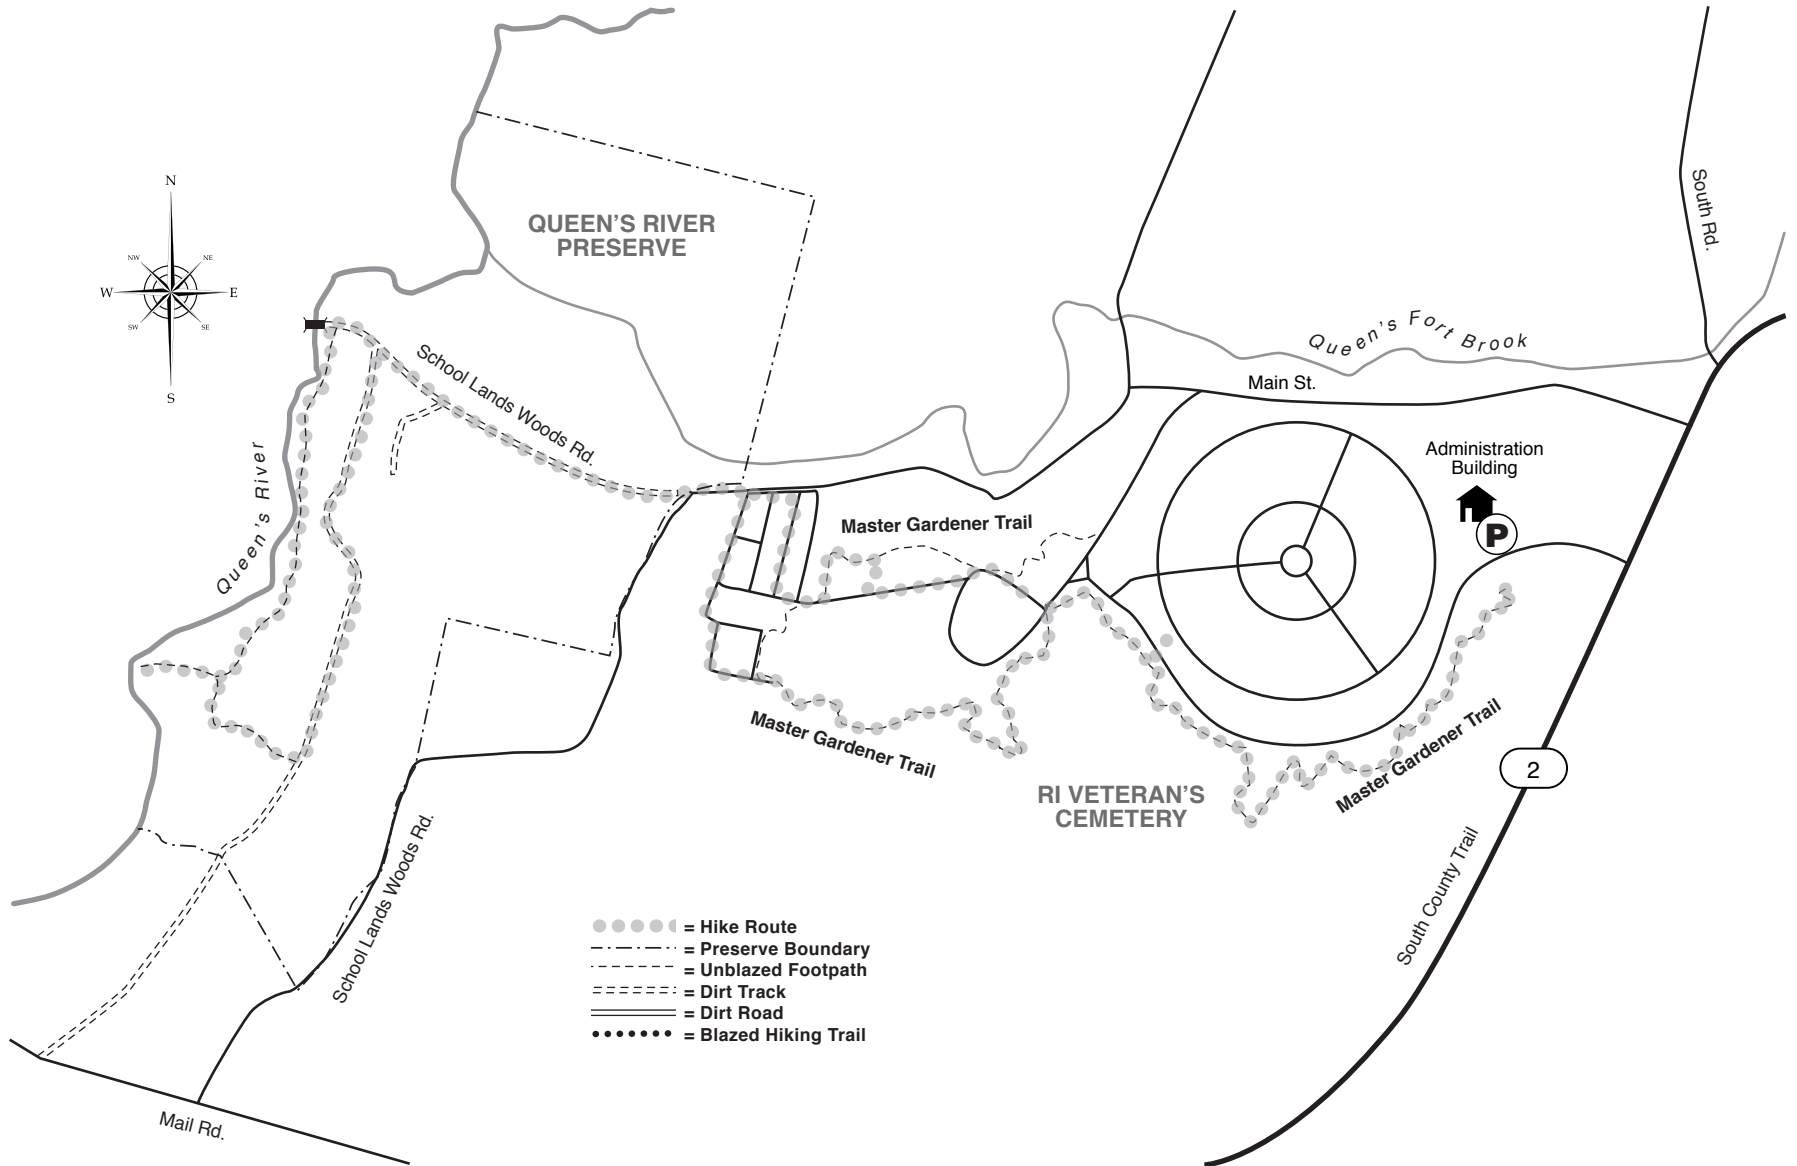 N
NW
NE
W
E
SW
SE
S
QUEEN'S RIVER
PRESERVE
South Rd.
Queen's Fort Brook
Main St.
School Lands Woods Rd.
Administration
Building
P
Queen's River
Master Gardener Trail
Master Gardener Trail
Master Gardener Trail
RI VETERAN'S
CEMETERY
2
South County Trail
School Lands Woods Rd.
= Hike Route
= Preserve Boundary
= Unblazed Footpath
= Dirt Track
= Dirt Road
= Blazed Hiking Trail
Mail Rd.